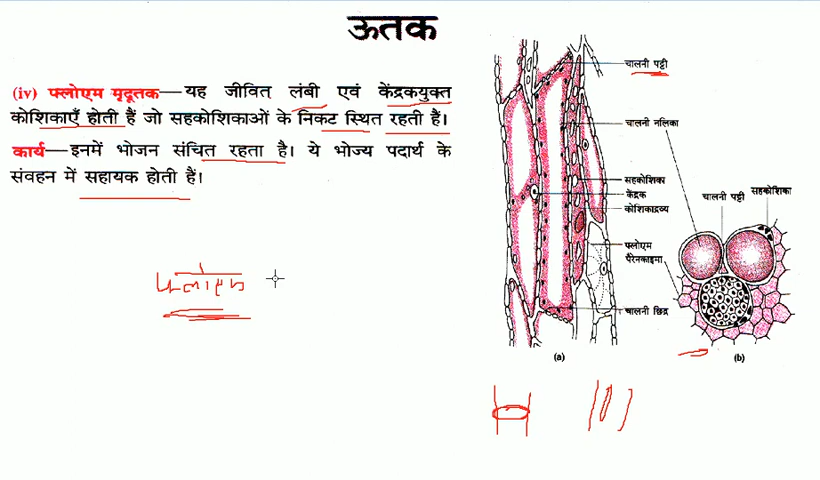 ऊतक
(iv) फ्लोएम मृदूतक— यह जीवित लंबी एवं केंद्रकयुक्त
कोशिकाएँ होती हैं जो सहकोशिकाओं के निकट स्थित रहती हैं।
कार्य— इनमें भोजन संचित रहता है। ये भोज्य पदार्थ के
संवहन में सहायक होती हैं।
चालनी पट्टी
चालनी नलिका
सहकोशिका
केंद्रक
कोशिकाद्रव्य
फ्लोएम
पैरेनकाइमा
चालनी छिद्र
(a)
चालनी पट्टी
सहकोशिका
(b)